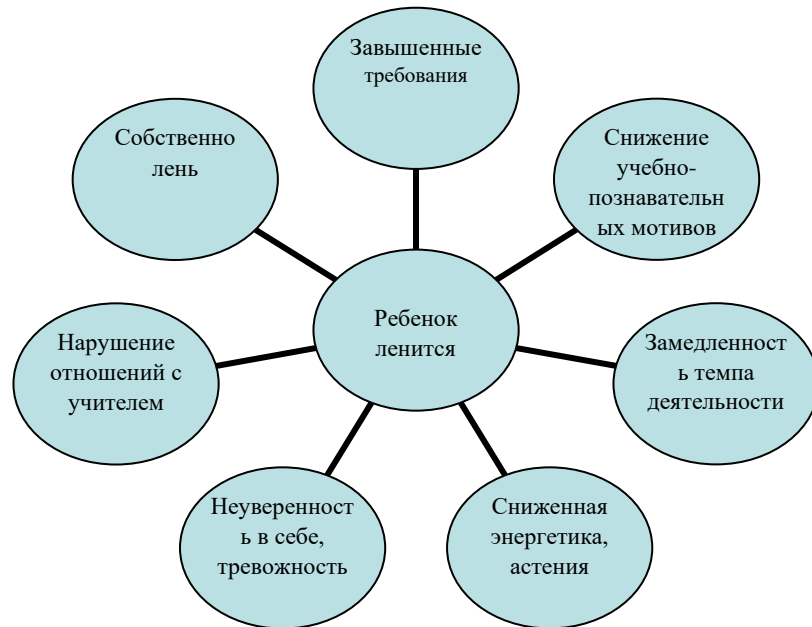 Завышенные
требования
Снижение
учебно-
познавательн
ых мотивов
Замедленност
ь темпа
деятельности
Сниженная
энергетика,
астения
Неуверенност
ь в себе,
тревожность
Нарушение
отношений с
учителем
Собственно
лень
Ребенок
ленится